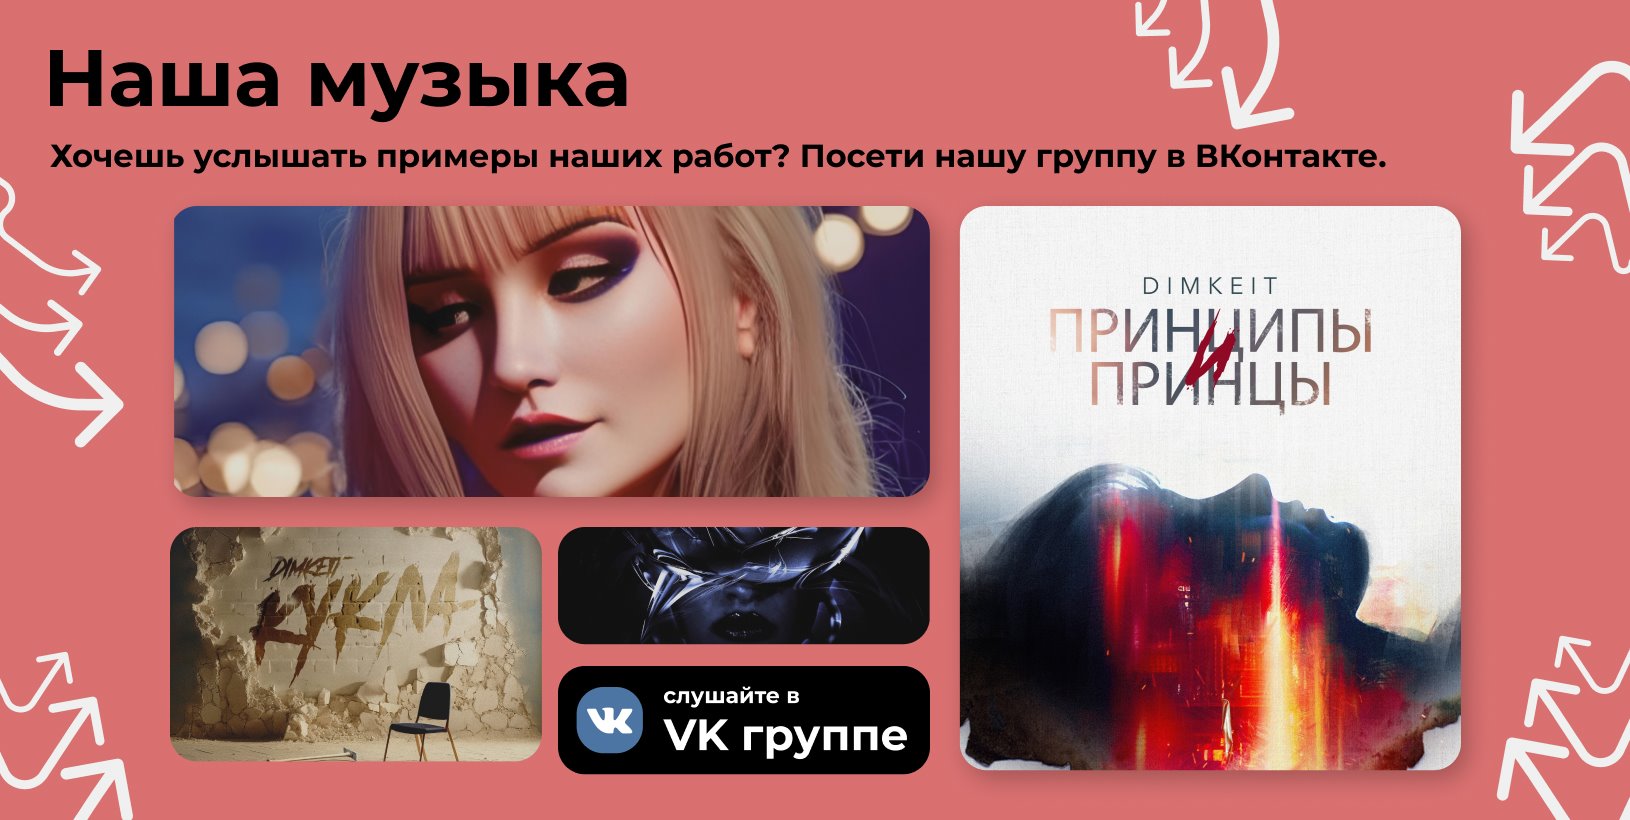 Наша музыка
Хочешь услышать примеры наших работ? Посети нашу группу в ВКонтакте.
DIMKEIT
ПРИНЦИПЫ
И
ПРИНЦЫ
DIMKEIT
КУКЛА
слушайте в
VK группе